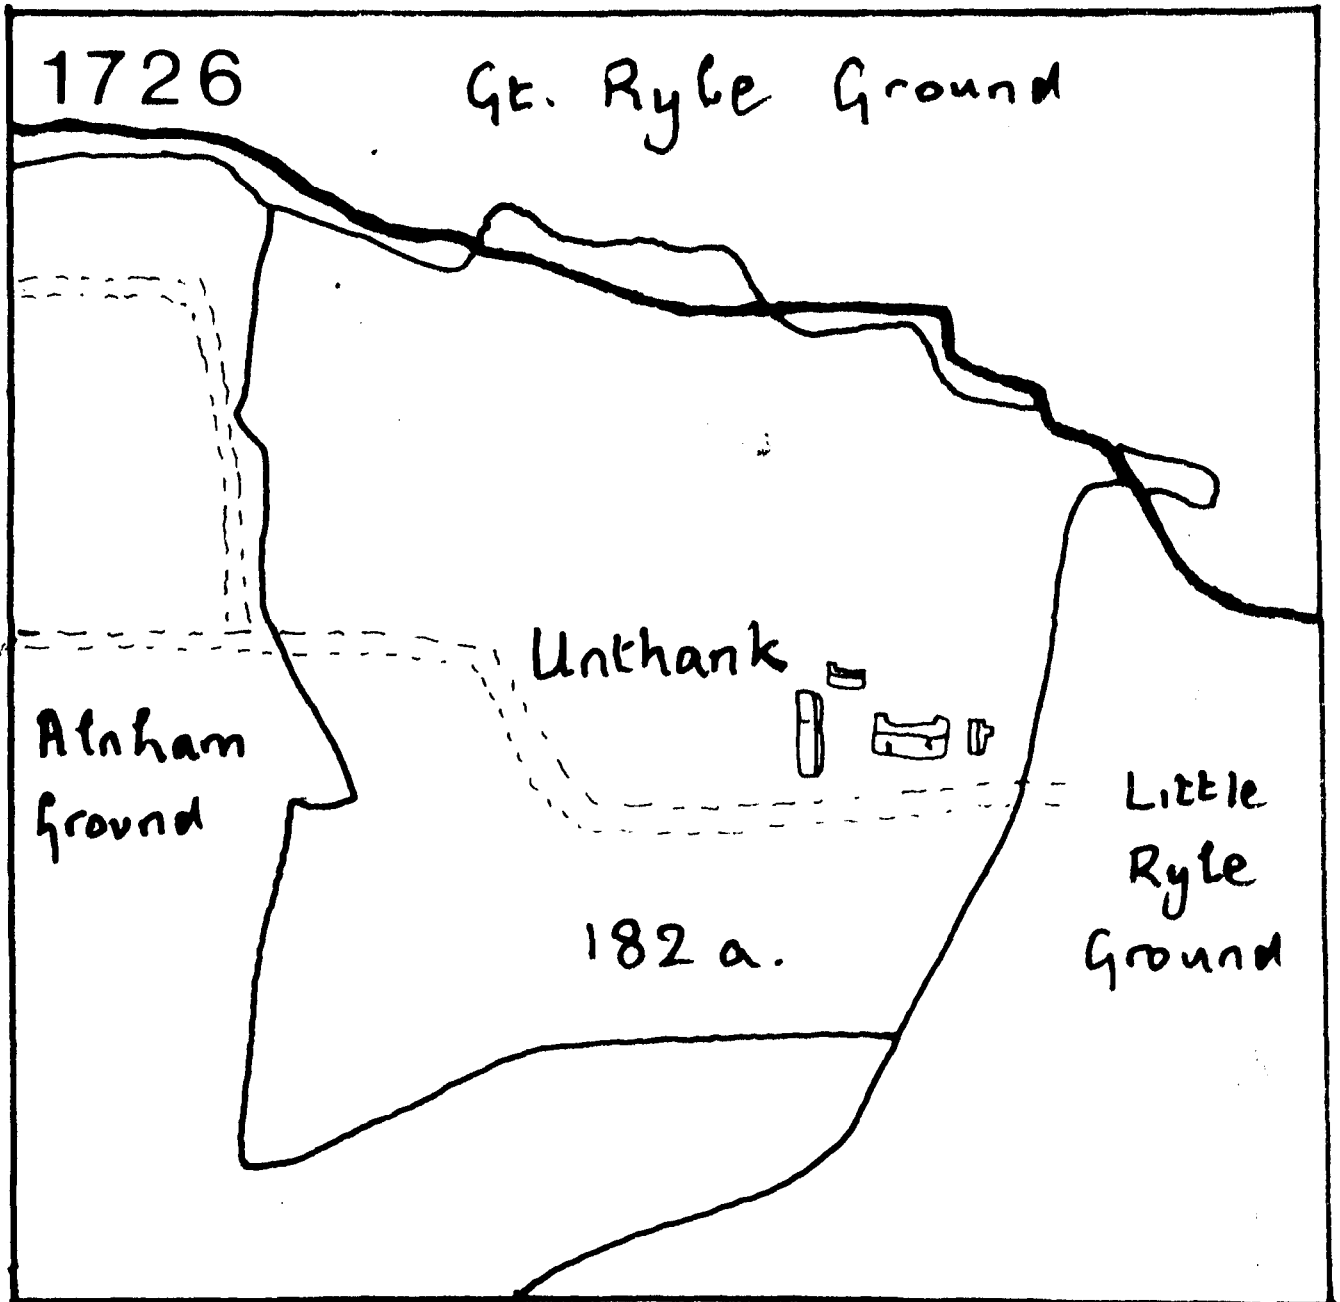 1726
Gt. Ryle Ground
Unthank
Alnham
Ground
Little
Ryle
Ground
182 a.